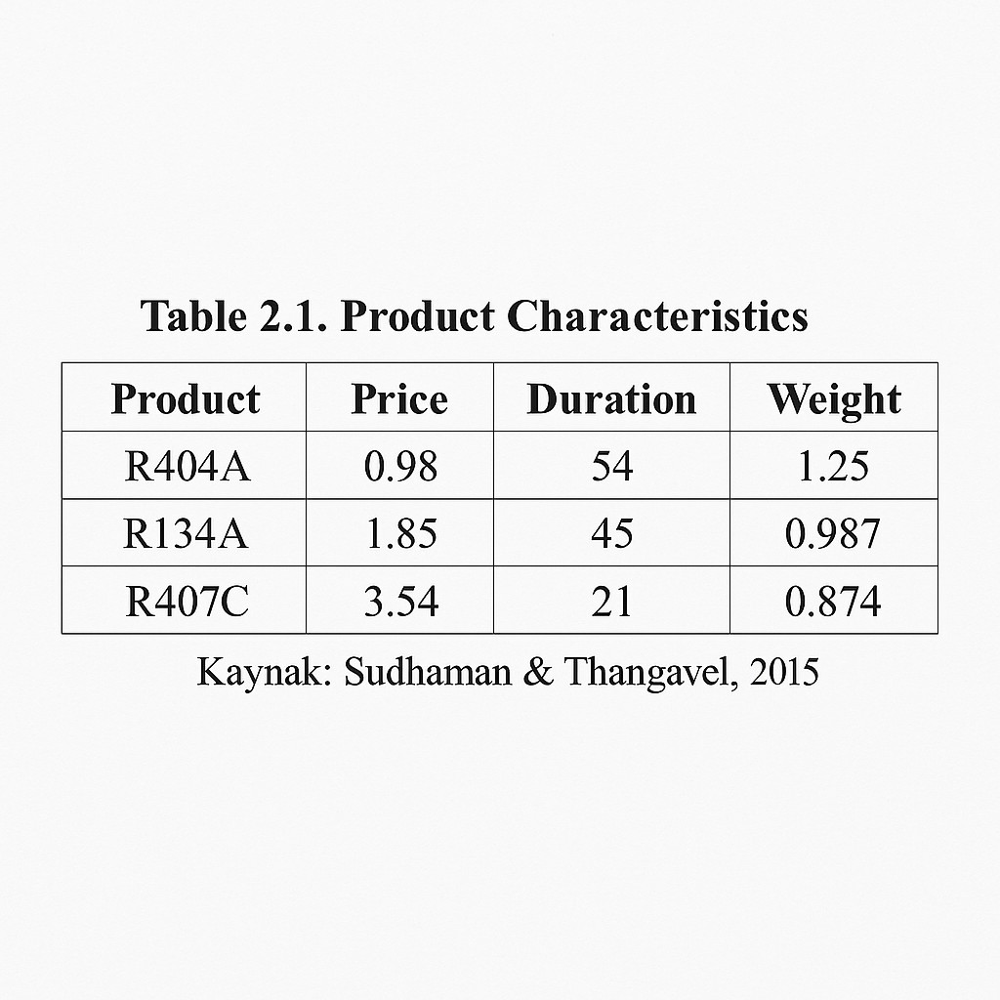 Table 2.1. Product Characteristics
Product Price Duration Weight
R404A 0.98 54 1.25
R134A 1.85 45 0.987
R407C 3.54 21 0.874
Kaynak: Sudhaman & Thangavel, 2015